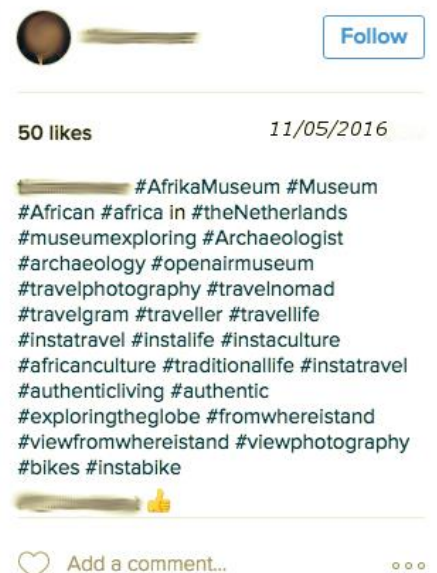 Follow
50 likes 11/05/2016
#AfrikaMuseum #Museum
#African #africa in #theNetherlands
#museumexploring #Archaeologist
#archaeology #openairmuseum
#travelphotography #travelnomad
#travelgram #traveller #travellife
#instatravel #instalife #instaculture
#africanculture #traditionallife #instatravel
#authenticliving #authentic
#exploringtheglobe #fromwhereistand
#viewfromwhereistand #viewphotography
#bikes #instabike
👍
Add a comment...